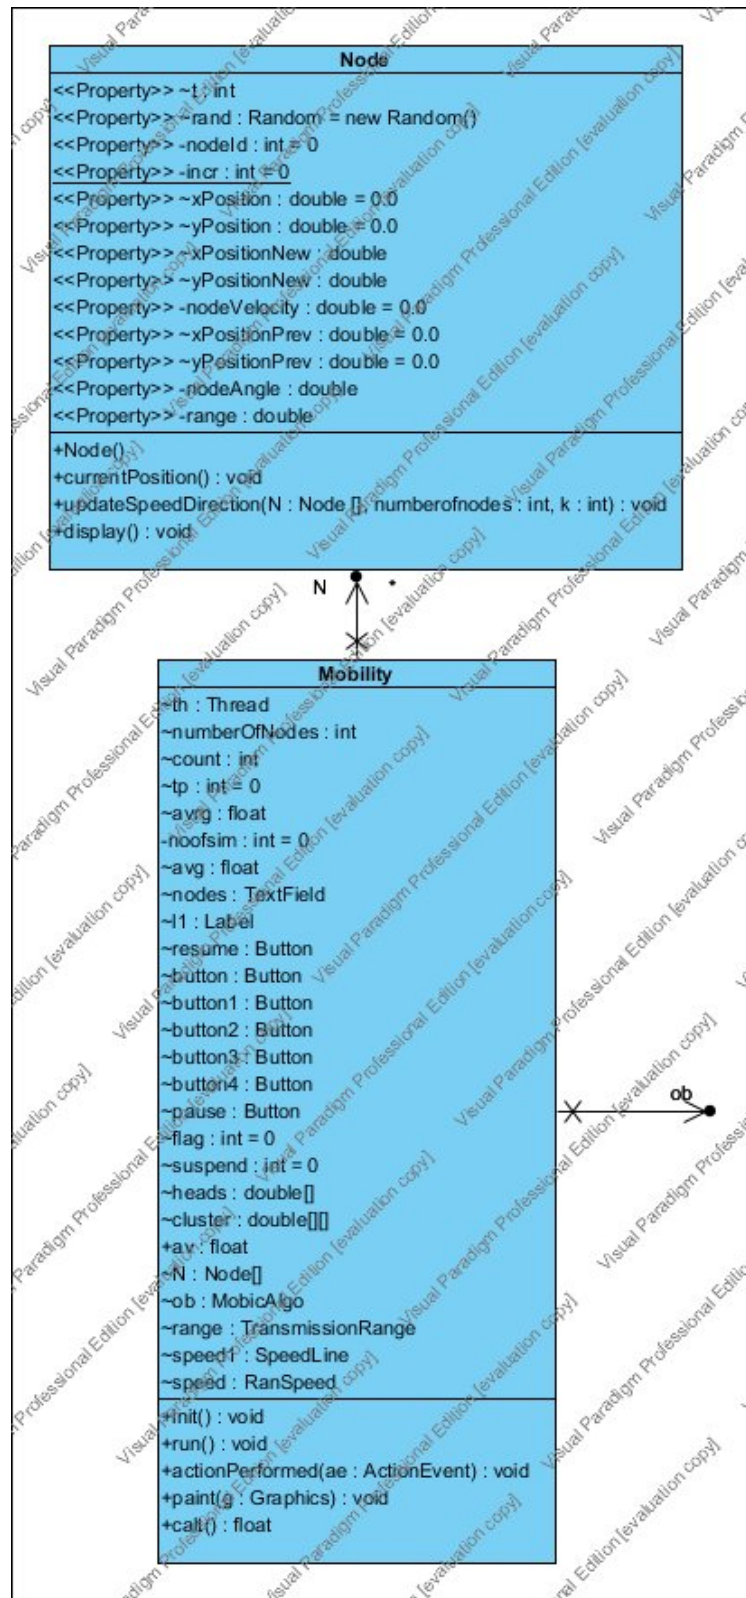 Node
<<Property>> ~t : int
<<Property>> ~rand : Random = new Random()
<<Property>> -nodeId : int = 0
<<Property>> -incr : int = 0
<<Property>> ~xPosition : double = 0.0
<<Property>> ~yPosition : double = 0.0
<<Property>> ~xPositionNew : double
<<Property>> ~yPositionNew : double
<<Property>> -nodeVelocity : double = 0.0
<<Property>> ~xPositionPrev : double = 0.0
<<Property>> ~yPositionPrev : double = 0.0
<<Property>> -nodeAngle : double
<<Property>> -range : double
+Node()
+currentPosition() : void
+updateSpeedDirection(N : Node [], numberofnodes : int, k : int) : void
+display() : void
N *
Mobility
~th : Thread
~numberOfNodes : int
~count : int
~tp : int = 0
~avrg : float
-noofsim : int = 0
~avg : float
~nodes : TextField
~l1 : Label
~resume : Button
~button : Button
~button1 : Button
~button2 : Button
~button3 : Button
~button4 : Button
~pause : Button
~flag : int = 0
~suspend : int = 0
~heads : double[]
~cluster : double[][]
+av : float
~N : Node[]
~ob : MobicAlgo
~range : TransmissionRange
~speed1 : SpeedLine
~speed : RanSpeed
+init() : void
+run() : void
+actionPerformed(ae : ActionEvent) : void
+paint(g : Graphics) : void
+call() : float
ob
Visual Paradigm Professional Edition [evaluation copy]